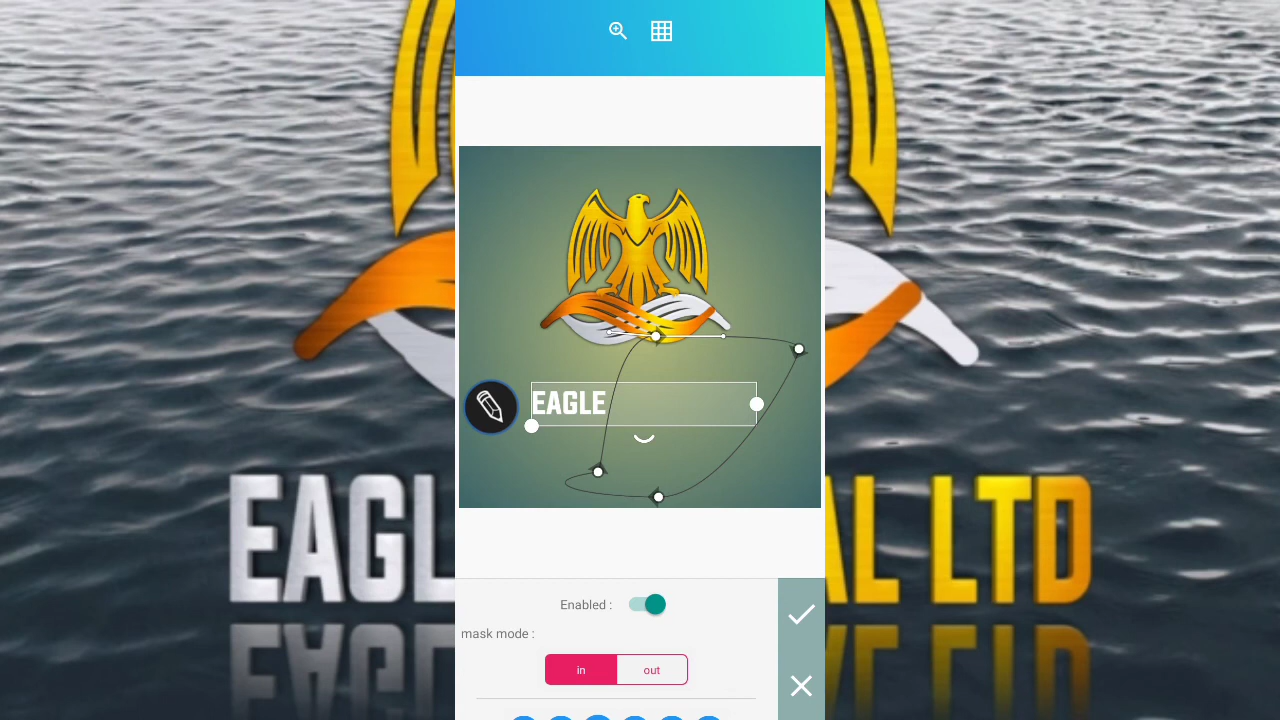 EAGLE
EAGL
AL LTD
Enabled :
mask mode :
in
out